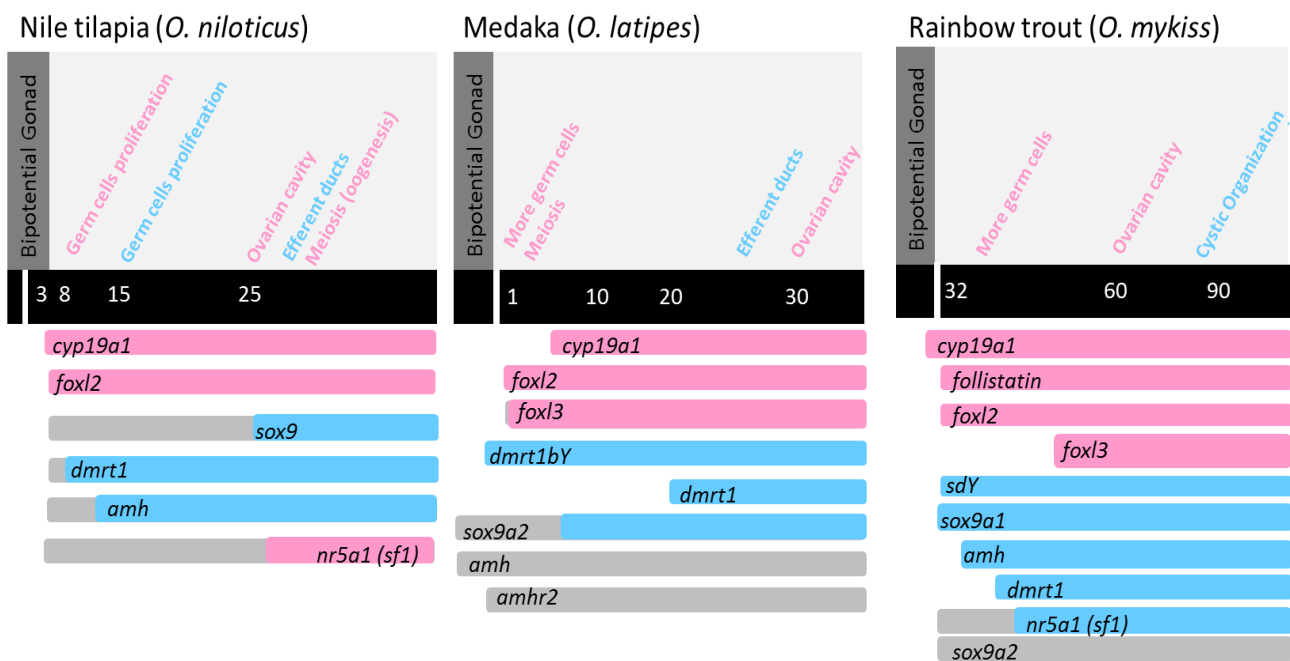 Nile tilapia (O. niloticus)
Bipotential Gonad
Germ cells proliferation
Germ cells proliferation
Ovarian cavity
Efferent ducts
Meiosis (oogenesis)
3 8 15 25
cyp19a1
foxl2
sox9
dmrt1
amh
nr5a1 (sf1)
Medaka (O. latipes)
Bipotential Gonad
More germ cells
Meiosis
Efferent ducts
Ovarian cavity
1 10 20 30
cyp19a1
foxl2
foxl3
dmrt1bY
dmrt1
sox9a2
amh
amhr2
Rainbow trout (O. mykiss)
Bipotential Gonad
More germ cells
Ovarian cavity
Cystic Organization
32 60 90
cyp19a1
follistatin
foxl2
foxl3
sdY
sox9a1
amh
dmrt1
nr5a1 (sf1)
sox9a2